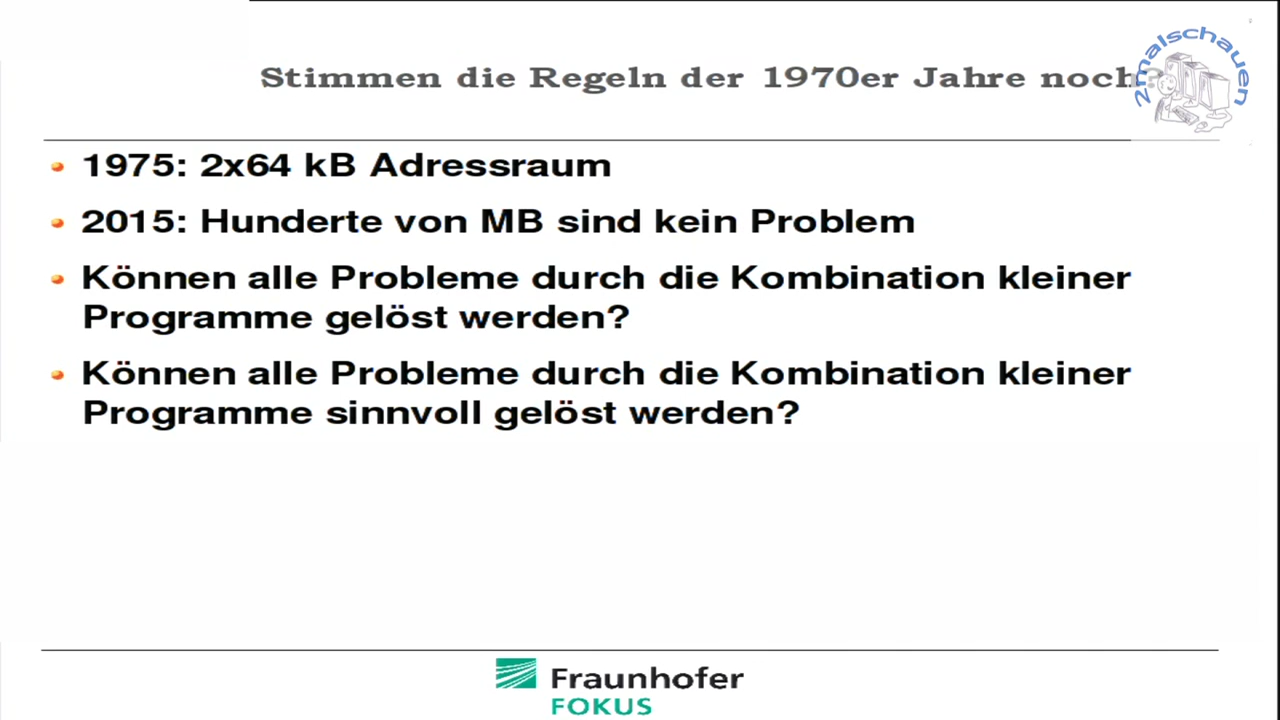 Stimmen die Regeln der 1970er Jahre noch?
2malschauen
1975: 2x64 kB Adressraum
2015: Hunderte von MB sind kein Problem
Können alle Probleme durch die Kombination kleiner
Programme gelöst werden?
Können alle Probleme durch die Kombination kleiner
Programme sinnvoll gelöst werden?
Fraunhofer
FOKUS